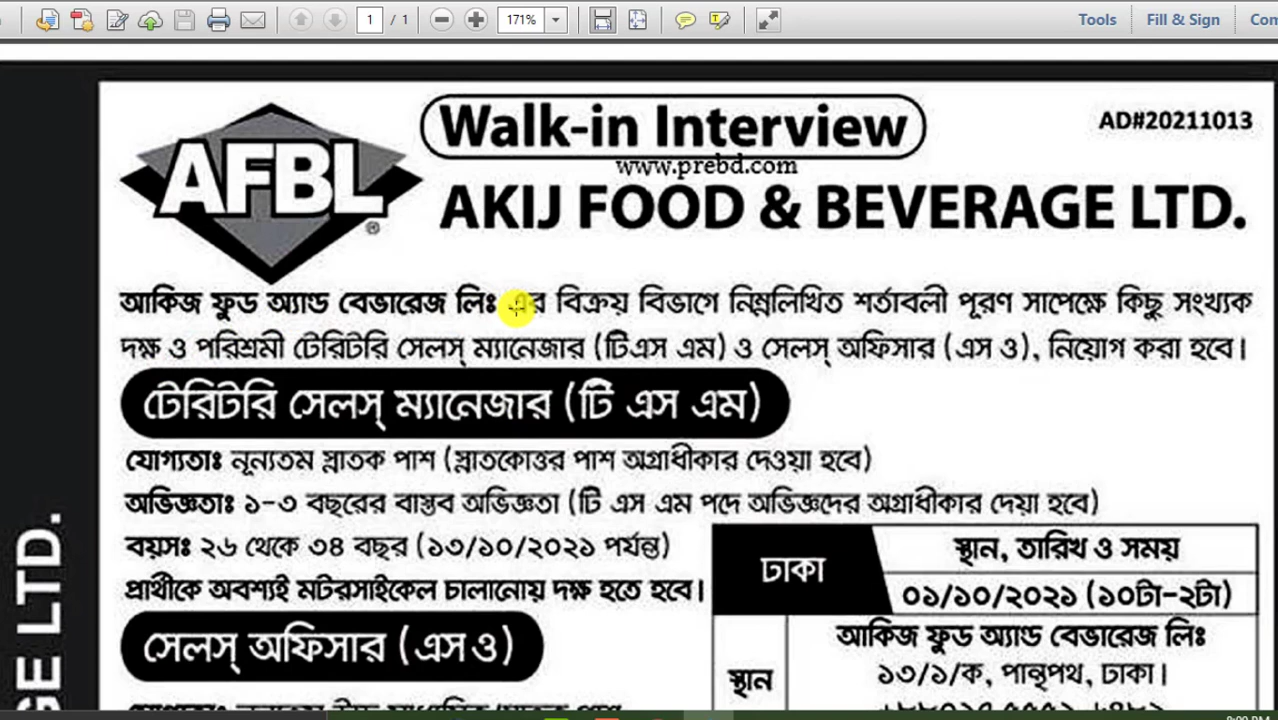 1 / 1
171%
Tools
Fill & Sign
Walk-in Interview
AD#20211013
www.prebd.com
AFBL
AKIJ FOOD & BEVERAGE LTD.
আকিজ ফুড অ্যান্ড বেভারেজ লিঃ এর বিক্রয় বিভাগে নিম্নলিখিত শর্তাবলী পূরণ সাপেক্ষে কিছু সংখ্যক
দক্ষ ও পরিশ্রমী টেরিটরি সেলস্ ম্যানেজার (টিএস এম) ও সেলস্ অফিসার (এস ও), নিয়োগ করা হবে।
টেরিটরি সেলস্ ম্যানেজার (টি এস এম)
যোগ্যতাঃ নূন্যতম স্নাতক পাশ (স্নাতকোত্তর পাশ অগ্রাধীকার দেওয়া হবে)
অভিজ্ঞতাঃ ১-৩ বছরের বাস্তব অভিজ্ঞতা (টি এস এম পদে অভিজ্ঞদের অগ্রাধীকার দেয়া হবে)
বয়সঃ ২৬ থেকে ৩৪ বছর (১৩/১০/২০২১ পর্যন্ত)
প্রার্থীকে অবশ্যই মটরসাইকেল চালানোয় দক্ষ হতে হবে।
সেলস্ অফিসার (এস ও)
ঢাকা
স্থান, তারিখ ও সময়
০১/১০/২০২১ (১০টা-২টা)
স্থান
আকিজ ফুড অ্যান্ড বেভারেজ লিঃ
১৩/১/ক, পান্থপথ, ঢাকা।
LTD.